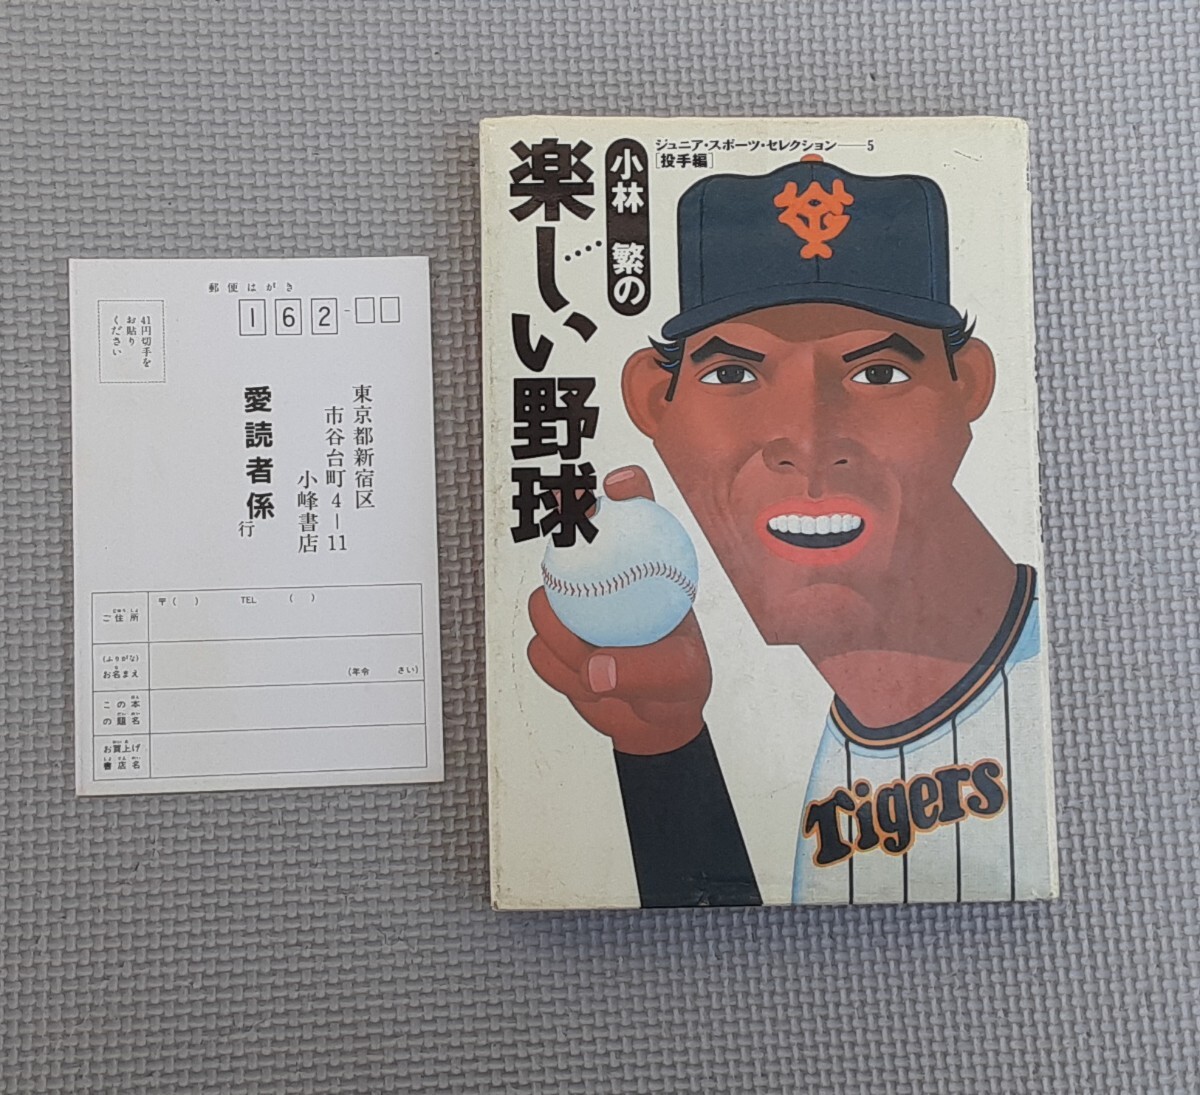 郵便はがき
162-
41円切手を
お貼り
ください
東京都新宿区
市谷台町4-11
小峰書店
愛読者係
行
〒( ) TEL ( )
じゅうしょ
ご住所
(ふりがな)
お名まえ
(年令 さい)
この本
の題名
お買上げ
書店名
ジュニア・スポーツ・セレクション——5
[投手編]
小林 繁の
楽しい野球
Tigers